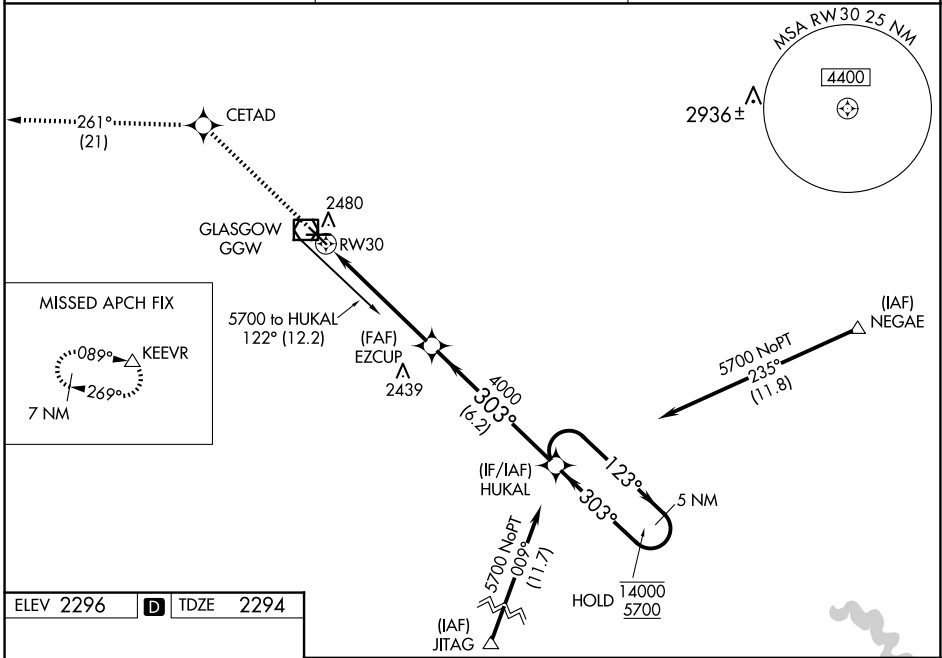 MSA RW30 25 NM
4400
2936±
261°
(21)
CETAD
2480
GLASGOW
GGW
RW30
MISSED APCH FIX
089°
KEEVR
269°
7 NM
5700 to HUKAL
122° (12.2)
(FAF)
EZCUP
2439
4000
303°
(6.2)
(IAF)
NEGAE
5700 NoPT
235°
(11.8)
(IF/IAF)
HUKAL
123°
303°
5 NM
5700 NoPT
009°
(11.7)
HOLD
14000
5700
(IAF)
JITAG
ELEV 2296 D TDZE 2294